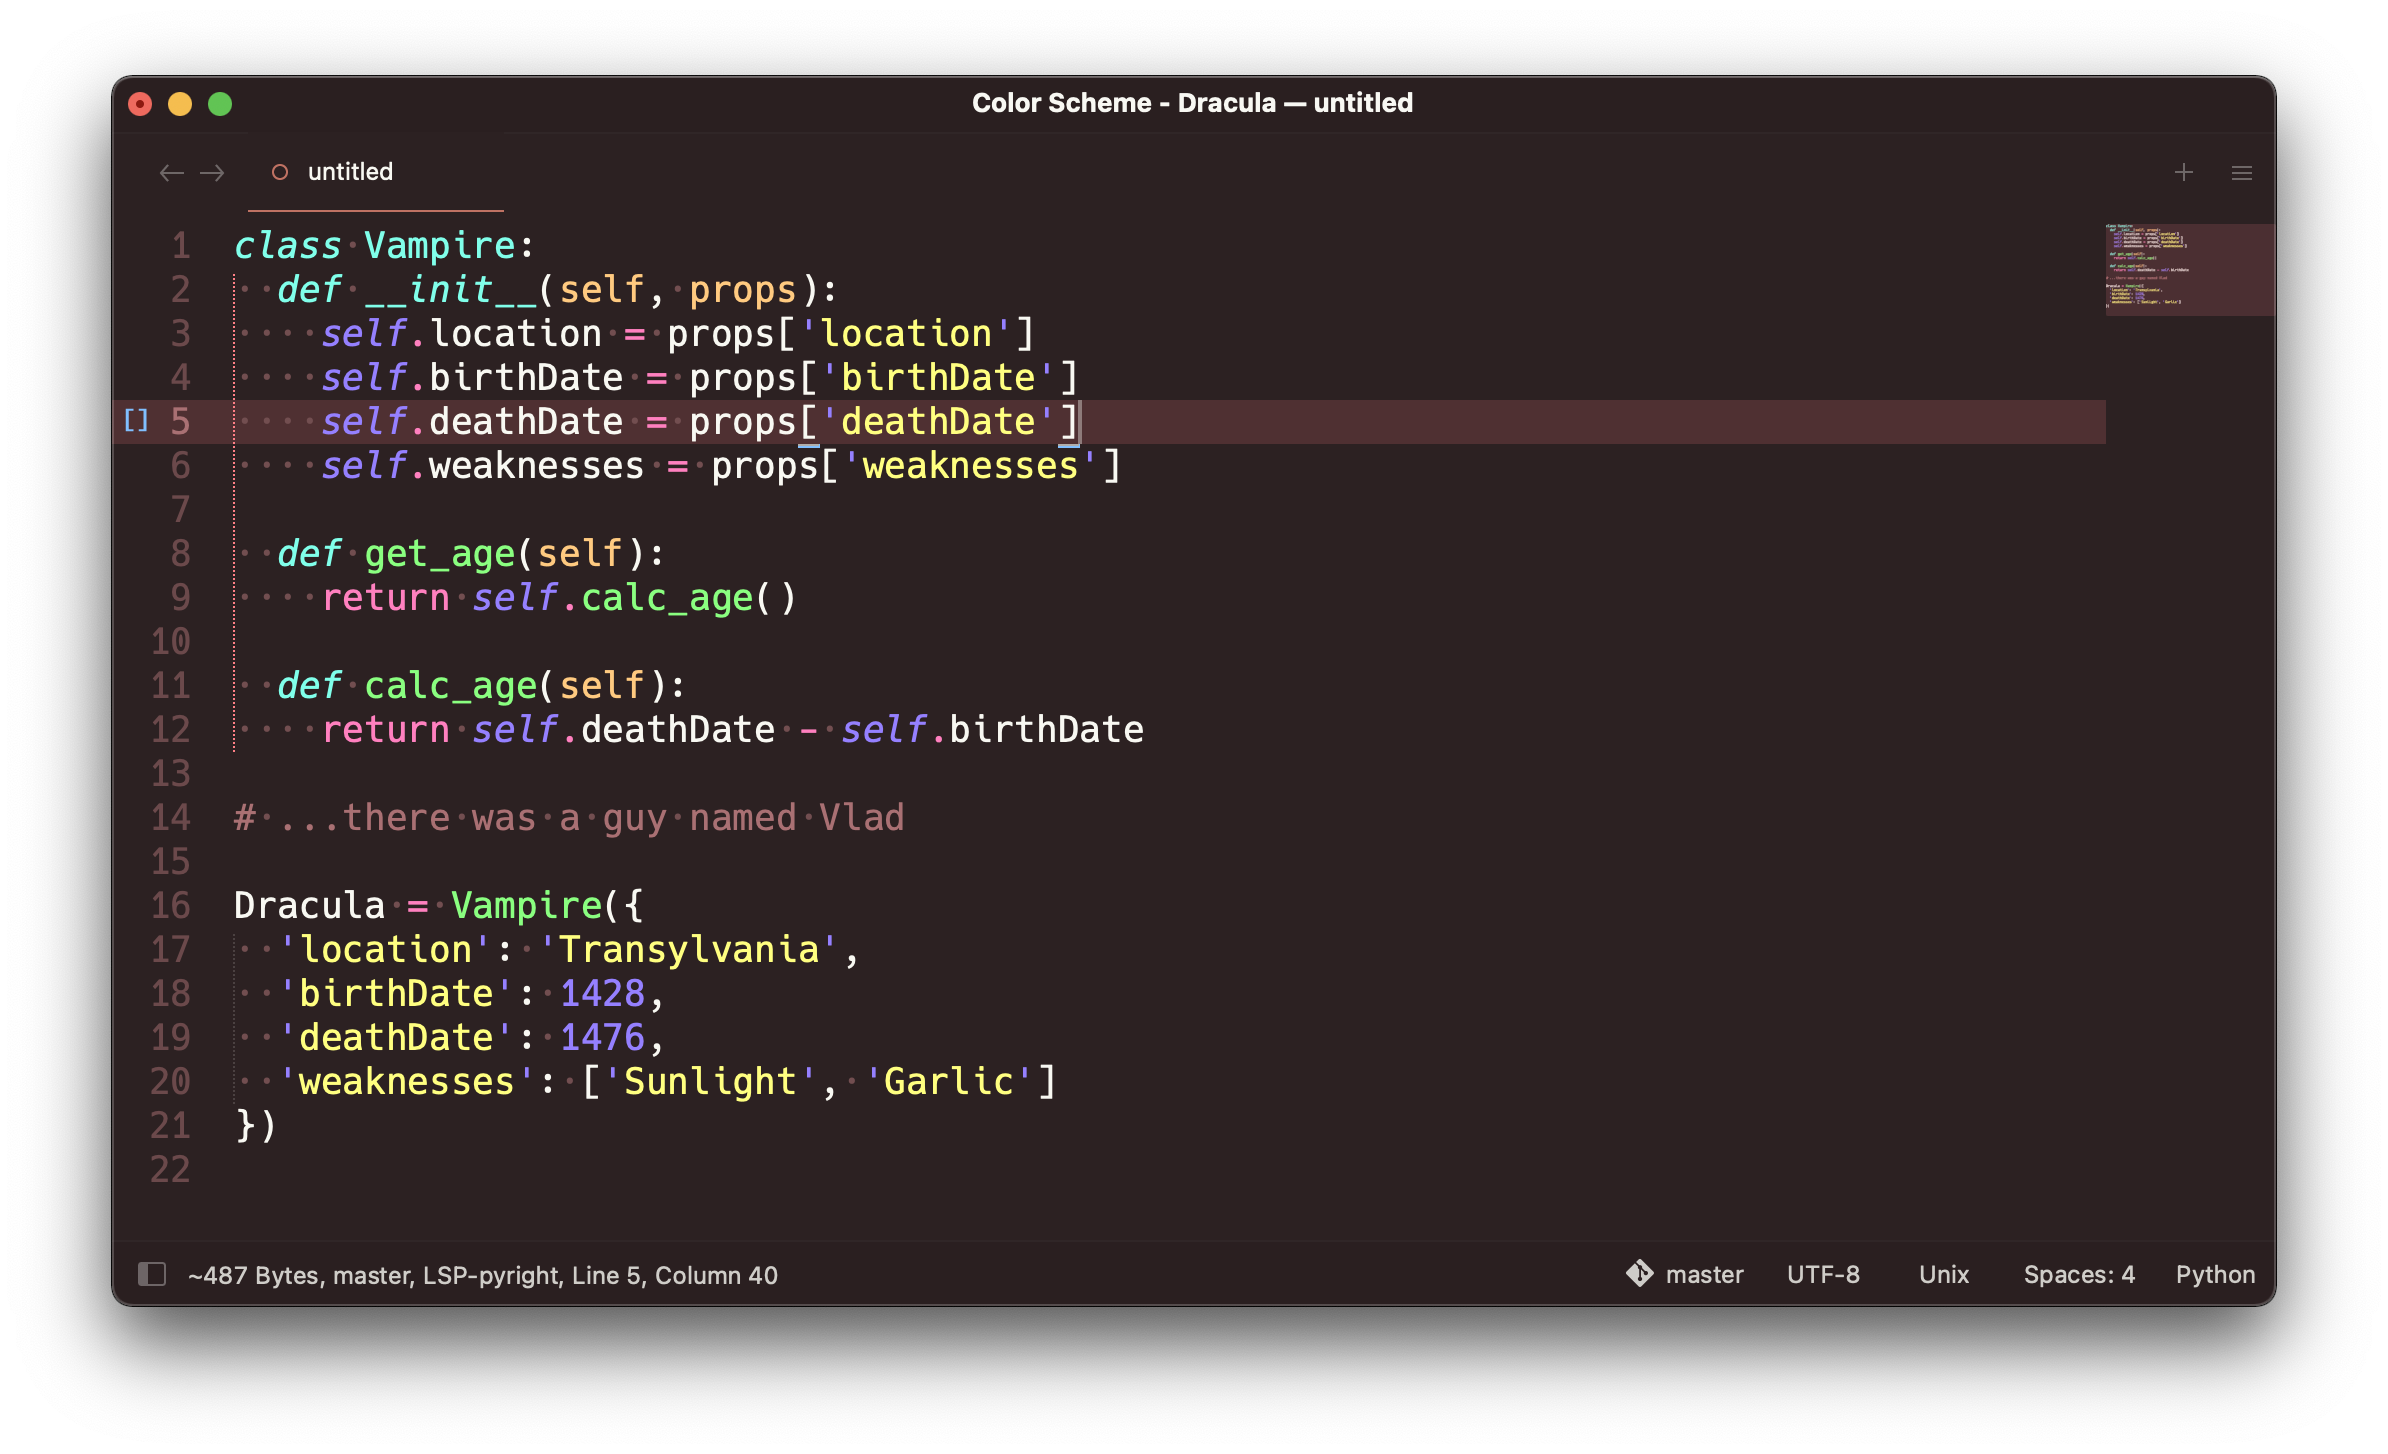 Color Scheme - Dracula — untitled
untitled
1 class Vampire:
2   def __init__(self, props):
3     self.location = props['location']
4     self.birthDate = props['birthDate']
[] 5     self.deathDate = props['deathDate']
6     self.weaknesses = props['weaknesses']
7
8   def get_age(self):
9     return self.calc_age()
10
11   def calc_age(self):
12     return self.deathDate - self.birthDate
13
14 # ...there was a guy named Vlad
15
16 Dracula = Vampire({
17   'location': 'Transylvania',
18   'birthDate': 1428,
19   'deathDate': 1476,
20   'weaknesses': ['Sunlight', 'Garlic']
21 })
22
~487 Bytes, master, LSP-pyright, Line 5, Column 40 master UTF-8 Unix Spaces: 4 Python